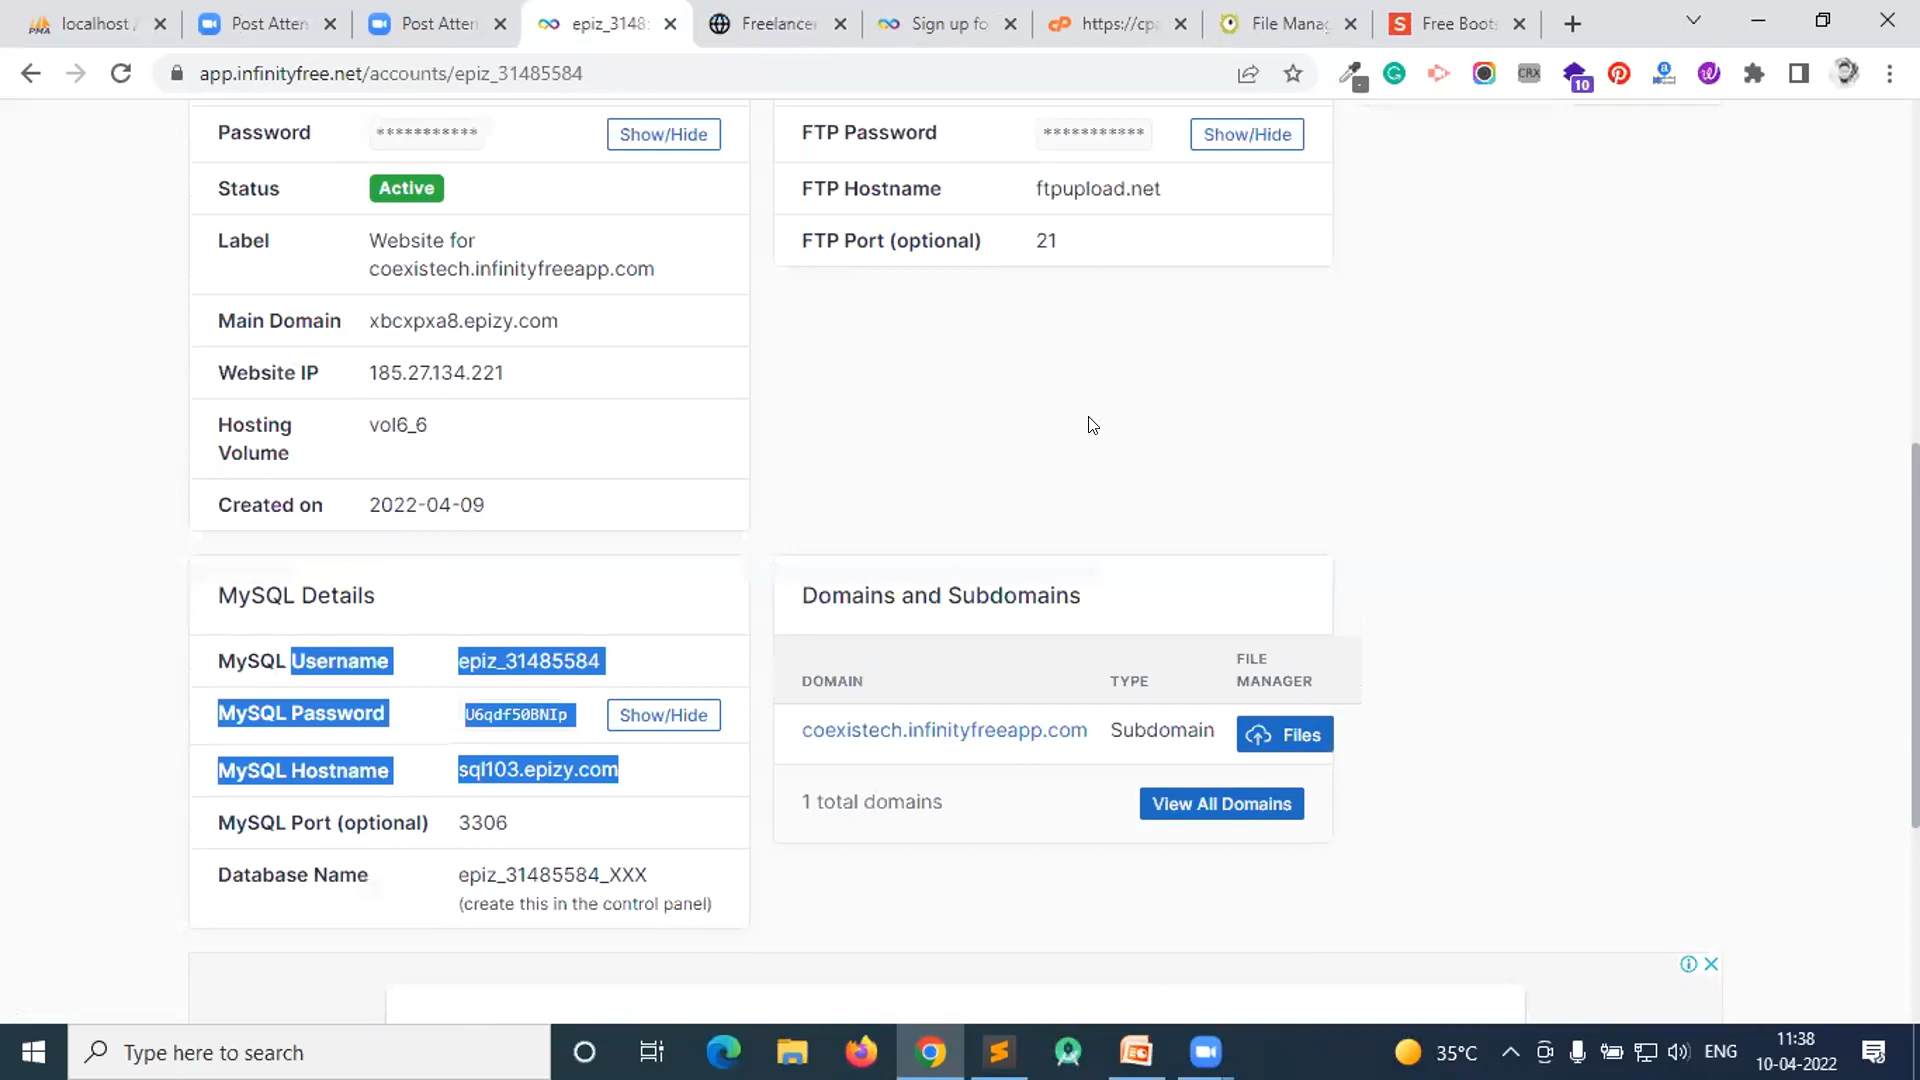 localhost /
Post Atten
Post Atten
epiz_3148
Freelancer
Sign up fo
https://cpa
File Manag
Free Boots
app.infinityfree.net/accounts/epiz_31485584
CRX
10
Password *********** Show/Hide
Status Active
Label Website for
coexistech.infinityfreeapp.com
Main Domain xbcxpxa8.epizy.com
Website IP 185.27.134.221
Hosting Volume vol6_6
Created on 2022-04-09
FTP Password *********** Show/Hide
FTP Hostname ftpupload.net
FTP Port (optional) 21
MySQL Details
MySQL Username epiz_31485584
MySQL Password U6qdf50BNIp Show/Hide
MySQL Hostname sql103.epizy.com
MySQL Port (optional) 3306
Database Name epiz_31485584_XXX
(create this in the control panel)
Domains and Subdomains
DOMAIN TYPE FILE MANAGER
coexistech.infinityfreeapp.com Subdomain Files
1 total domains View All Domains
Type here to search
35°C
ENG
11:38
10-04-2022